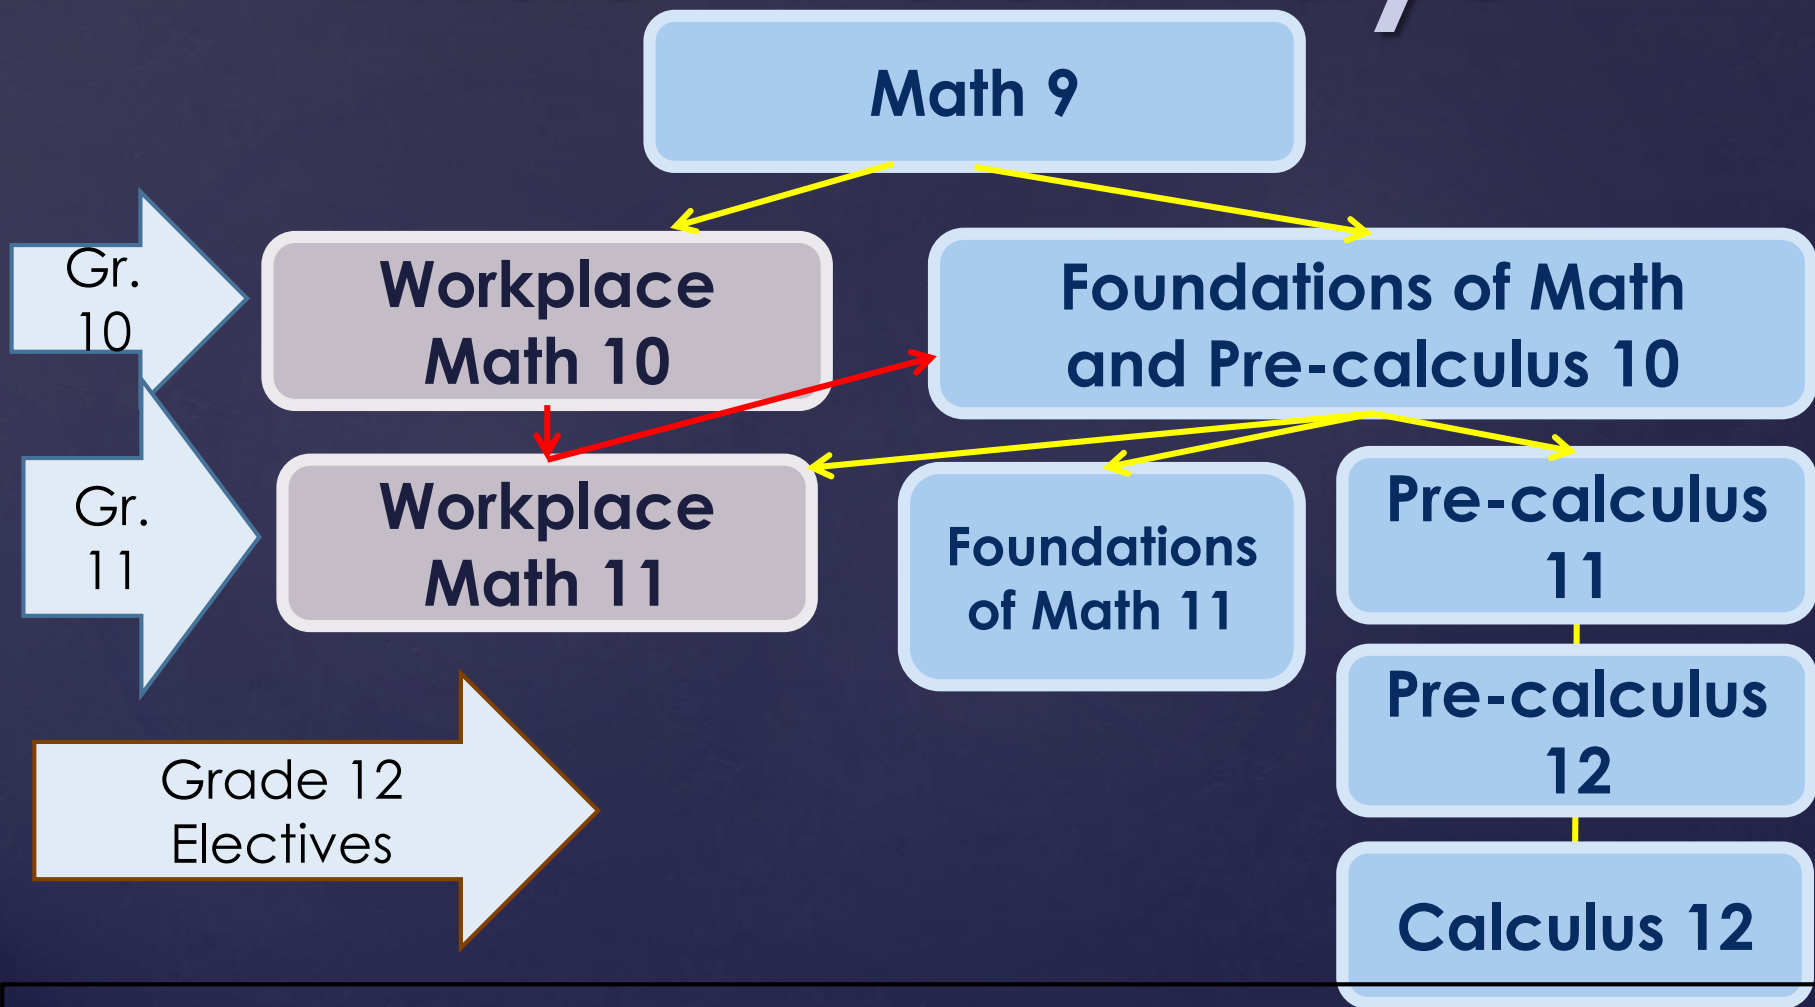 Math 9
Gr.
10
Workplace
Math 10
Foundations of Math
and Pre-calculus 10
Gr.
11
Workplace
Math 11
Foundations
of Math 11
Pre-calculus
11
Pre-calculus
12
Grade 12
Electives
Calculus 12